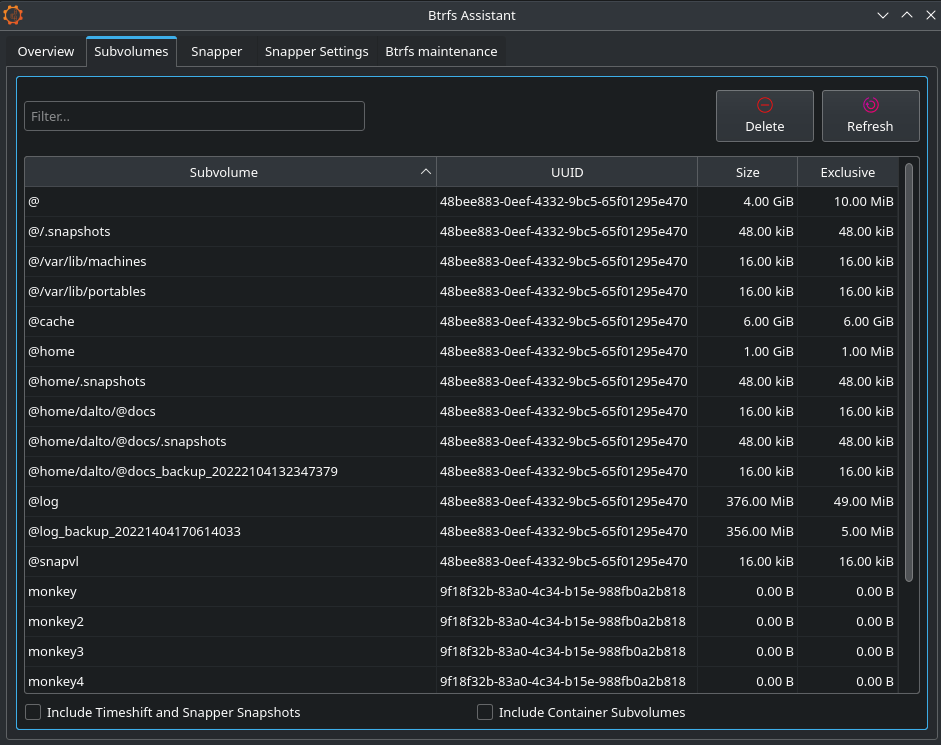 Btrfs Assistant
Overview Subvolumes Snapper Snapper Settings Btrfs maintenance
Filter...
Delete Refresh
Subvolume UUID Size Exclusive
@ 48bee883-0eef-4332-9bc5-65f01295e470 4.00 GiB 10.00 MiB
@/.snapshots 48bee883-0eef-4332-9bc5-65f01295e470 48.00 kiB 48.00 kiB
@/var/lib/machines 48bee883-0eef-4332-9bc5-65f01295e470 16.00 kiB 16.00 kiB
@/var/lib/portables 48bee883-0eef-4332-9bc5-65f01295e470 16.00 kiB 16.00 kiB
@cache 48bee883-0eef-4332-9bc5-65f01295e470 6.00 GiB 6.00 GiB
@home 48bee883-0eef-4332-9bc5-65f01295e470 1.00 GiB 1.00 MiB
@home/.snapshots 48bee883-0eef-4332-9bc5-65f01295e470 48.00 kiB 48.00 kiB
@home/dalto/@docs 48bee883-0eef-4332-9bc5-65f01295e470 16.00 kiB 16.00 kiB
@home/dalto/@docs/.snapshots 48bee883-0eef-4332-9bc5-65f01295e470 48.00 kiB 48.00 kiB
@home/dalto/@docs_backup_20222104132347379 48bee883-0eef-4332-9bc5-65f01295e470 16.00 kiB 16.00 kiB
@log 48bee883-0eef-4332-9bc5-65f01295e470 376.00 MiB 49.00 MiB
@log_backup_20221404170614033 48bee883-0eef-4332-9bc5-65f01295e470 356.00 MiB 5.00 MiB
@snapvl 48bee883-0eef-4332-9bc5-65f01295e470 16.00 kiB 16.00 kiB
monkey 9f18f32b-83a0-4c34-b15e-988fb0a2b818 0.00 B 0.00 B
monkey2 9f18f32b-83a0-4c34-b15e-988fb0a2b818 0.00 B 0.00 B
monkey3 9f18f32b-83a0-4c34-b15e-988fb0a2b818 0.00 B 0.00 B
monkey4 9f18f32b-83a0-4c34-b15e-988fb0a2b818 0.00 B 0.00 B
Include Timeshift and Snapper Snapshots Include Container Subvolumes